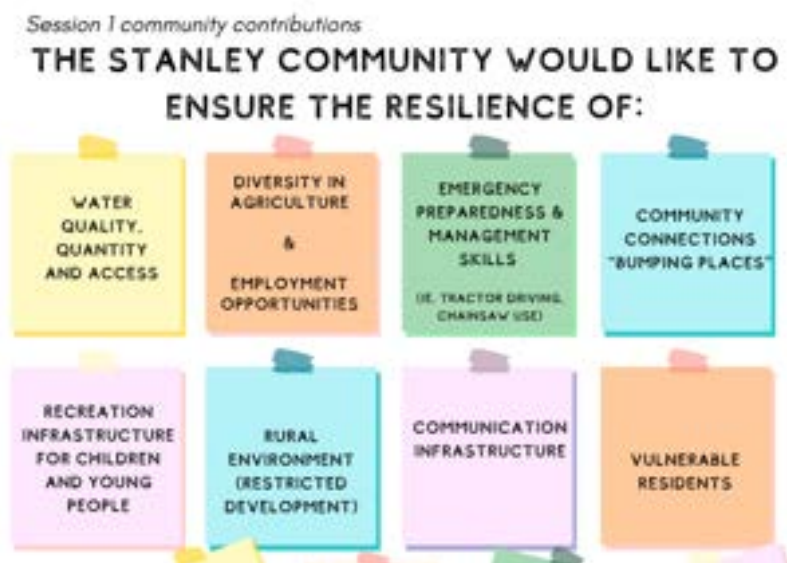 Session 1 community contributions
THE STANLEY COMMUNITY WOULD LIKE TO
ENSURE THE RESILIENCE OF:
WATER
QUALITY,
QUANTITY
AND ACCESS
DIVERSITY IN
AGRICULTURE
&
EMPLOYMENT
OPPORTUNITIES
EMERGENCY
PREPAREDNESS &
MANAGEMENT
SKILLS
(IE. TRACTOR DRIVING,
CHAINSAW USE)
COMMUNITY
CONNECTIONS
"BUMPING PLACES"
RECREATION
INFRASTRUCTURE
FOR CHILDREN
AND YOUNG
PEOPLE
RURAL
ENVIRONMENT
(RESTRICTED
DEVELOPMENT)
COMMUNICATION
INFRASTRUCTURE
VULNERABLE
RESIDENTS